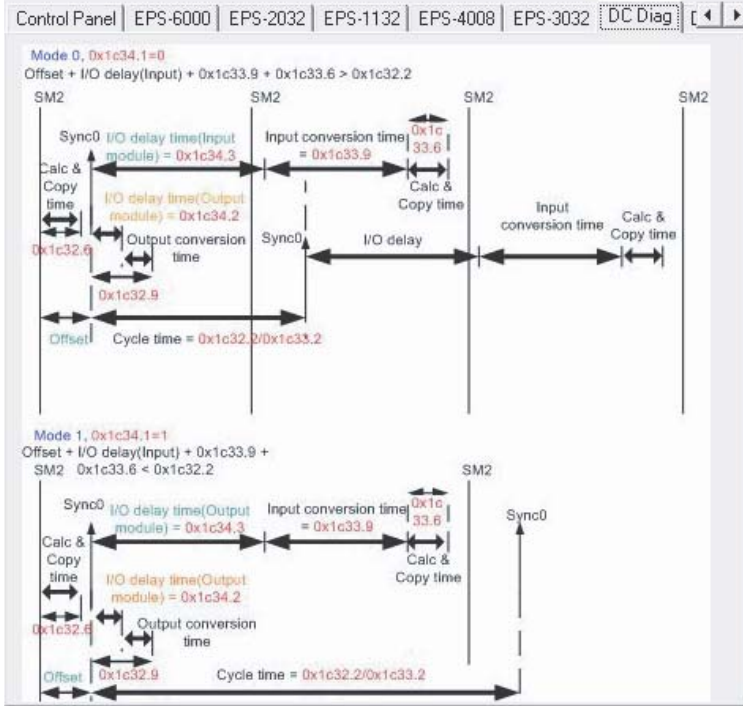 Control Panel EPS-6000 EPS-2032 EPS-1132 EPS-4008 EPS-3032 DC Diag
Mode 0, 0x1c34.1=0
Offset + I/O delay(Input) + 0x1c33.9 + 0x1c33.6 > 0x1c32.2
SM2 SM2 SM2 SM2
Sync0
I/O delay time(Input
module) = 0x1c34.3
Input conversion time
= 0x1c33.9
0x1c
33.6
Calc &
Copy
time
0x1c32.6
I/O delay time(Output
module) = 0x1c34.2
Output conversion
time
0x1c32.9
Calc &
Copy time
Sync0
I/O delay
Input
conversion time
Calc &
Copy time
Offset
Cycle time = 0x1c32.2/0x1c33.2
Mode 1, 0x1c34.1=1
Offset + I/O delay(Input) + 0x1c33.9 +
SM2 0x1c33.6 < 0x1c32.2
SM2
Sync0
I/O delay time(Output
module) = 0x1c34.3
Input conversion time
= 0x1c33.9
0x1c
33.6
Sync0
Calc &
Copy
time
0x1c32.6
I/O delay time(Output
module) = 0x1c34.2
Output conversion
time
Calc &
Copy time
Offset
0x1c32.9
Cycle time = 0x1c32.2/0x1c33.2